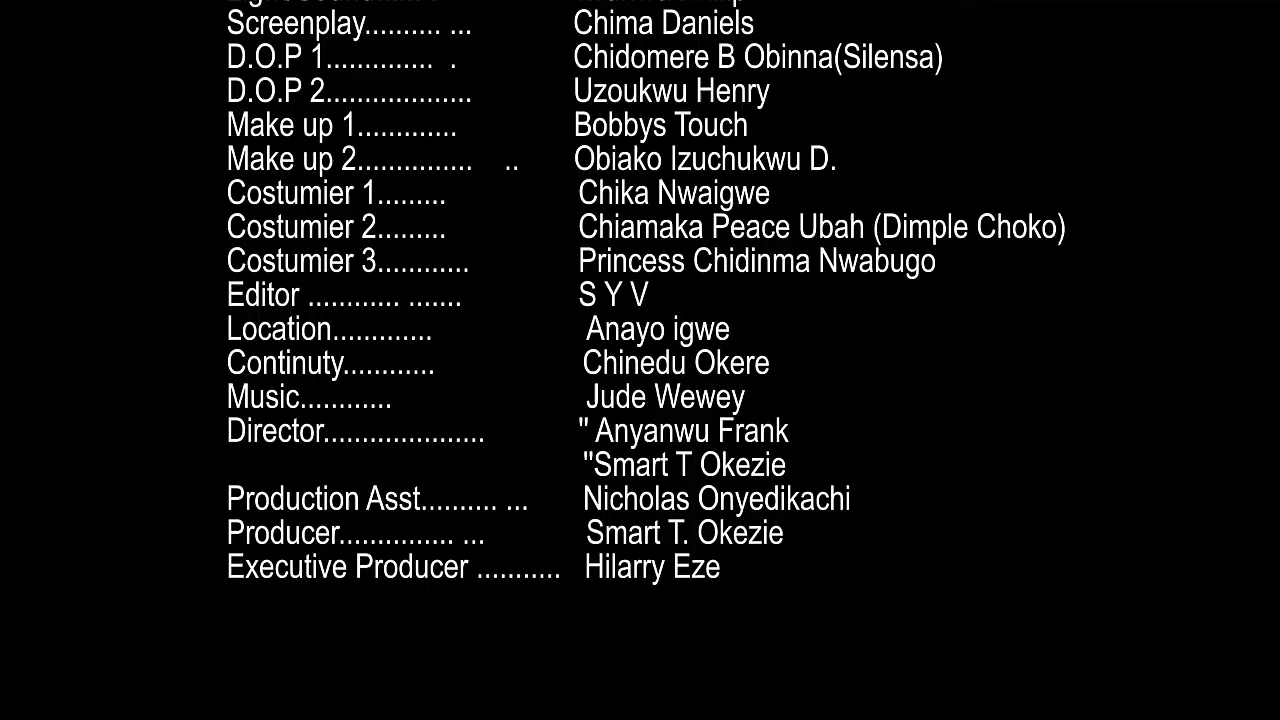 Screenplay.......... ... Chima Daniels
D.O.P 1.............. . Chidomere B Obinna(Silensa)
D.O.P 2................... Uzoukwu Henry
Make up 1............. Bobbys Touch
Make up 2............... .. Obiako Izuchukwu D.
Costumier 1......... Chika Nwaigwe
Costumier 2......... Chiamaka Peace Ubah (Dimple Choko)
Costumier 3............ Princess Chidinma Nwabugo
Editor ............ ....... S Y V
Location............. Anayo igwe
Continuty............ Chinedu Okere
Music............ Jude Wewey
Director..................... " Anyanwu Frank
"Smart T Okezie
Production Asst.......... ... Nicholas Onyedikachi
Producer............... ... Smart T. Okezie
Executive Producer ........... Hilarry Eze